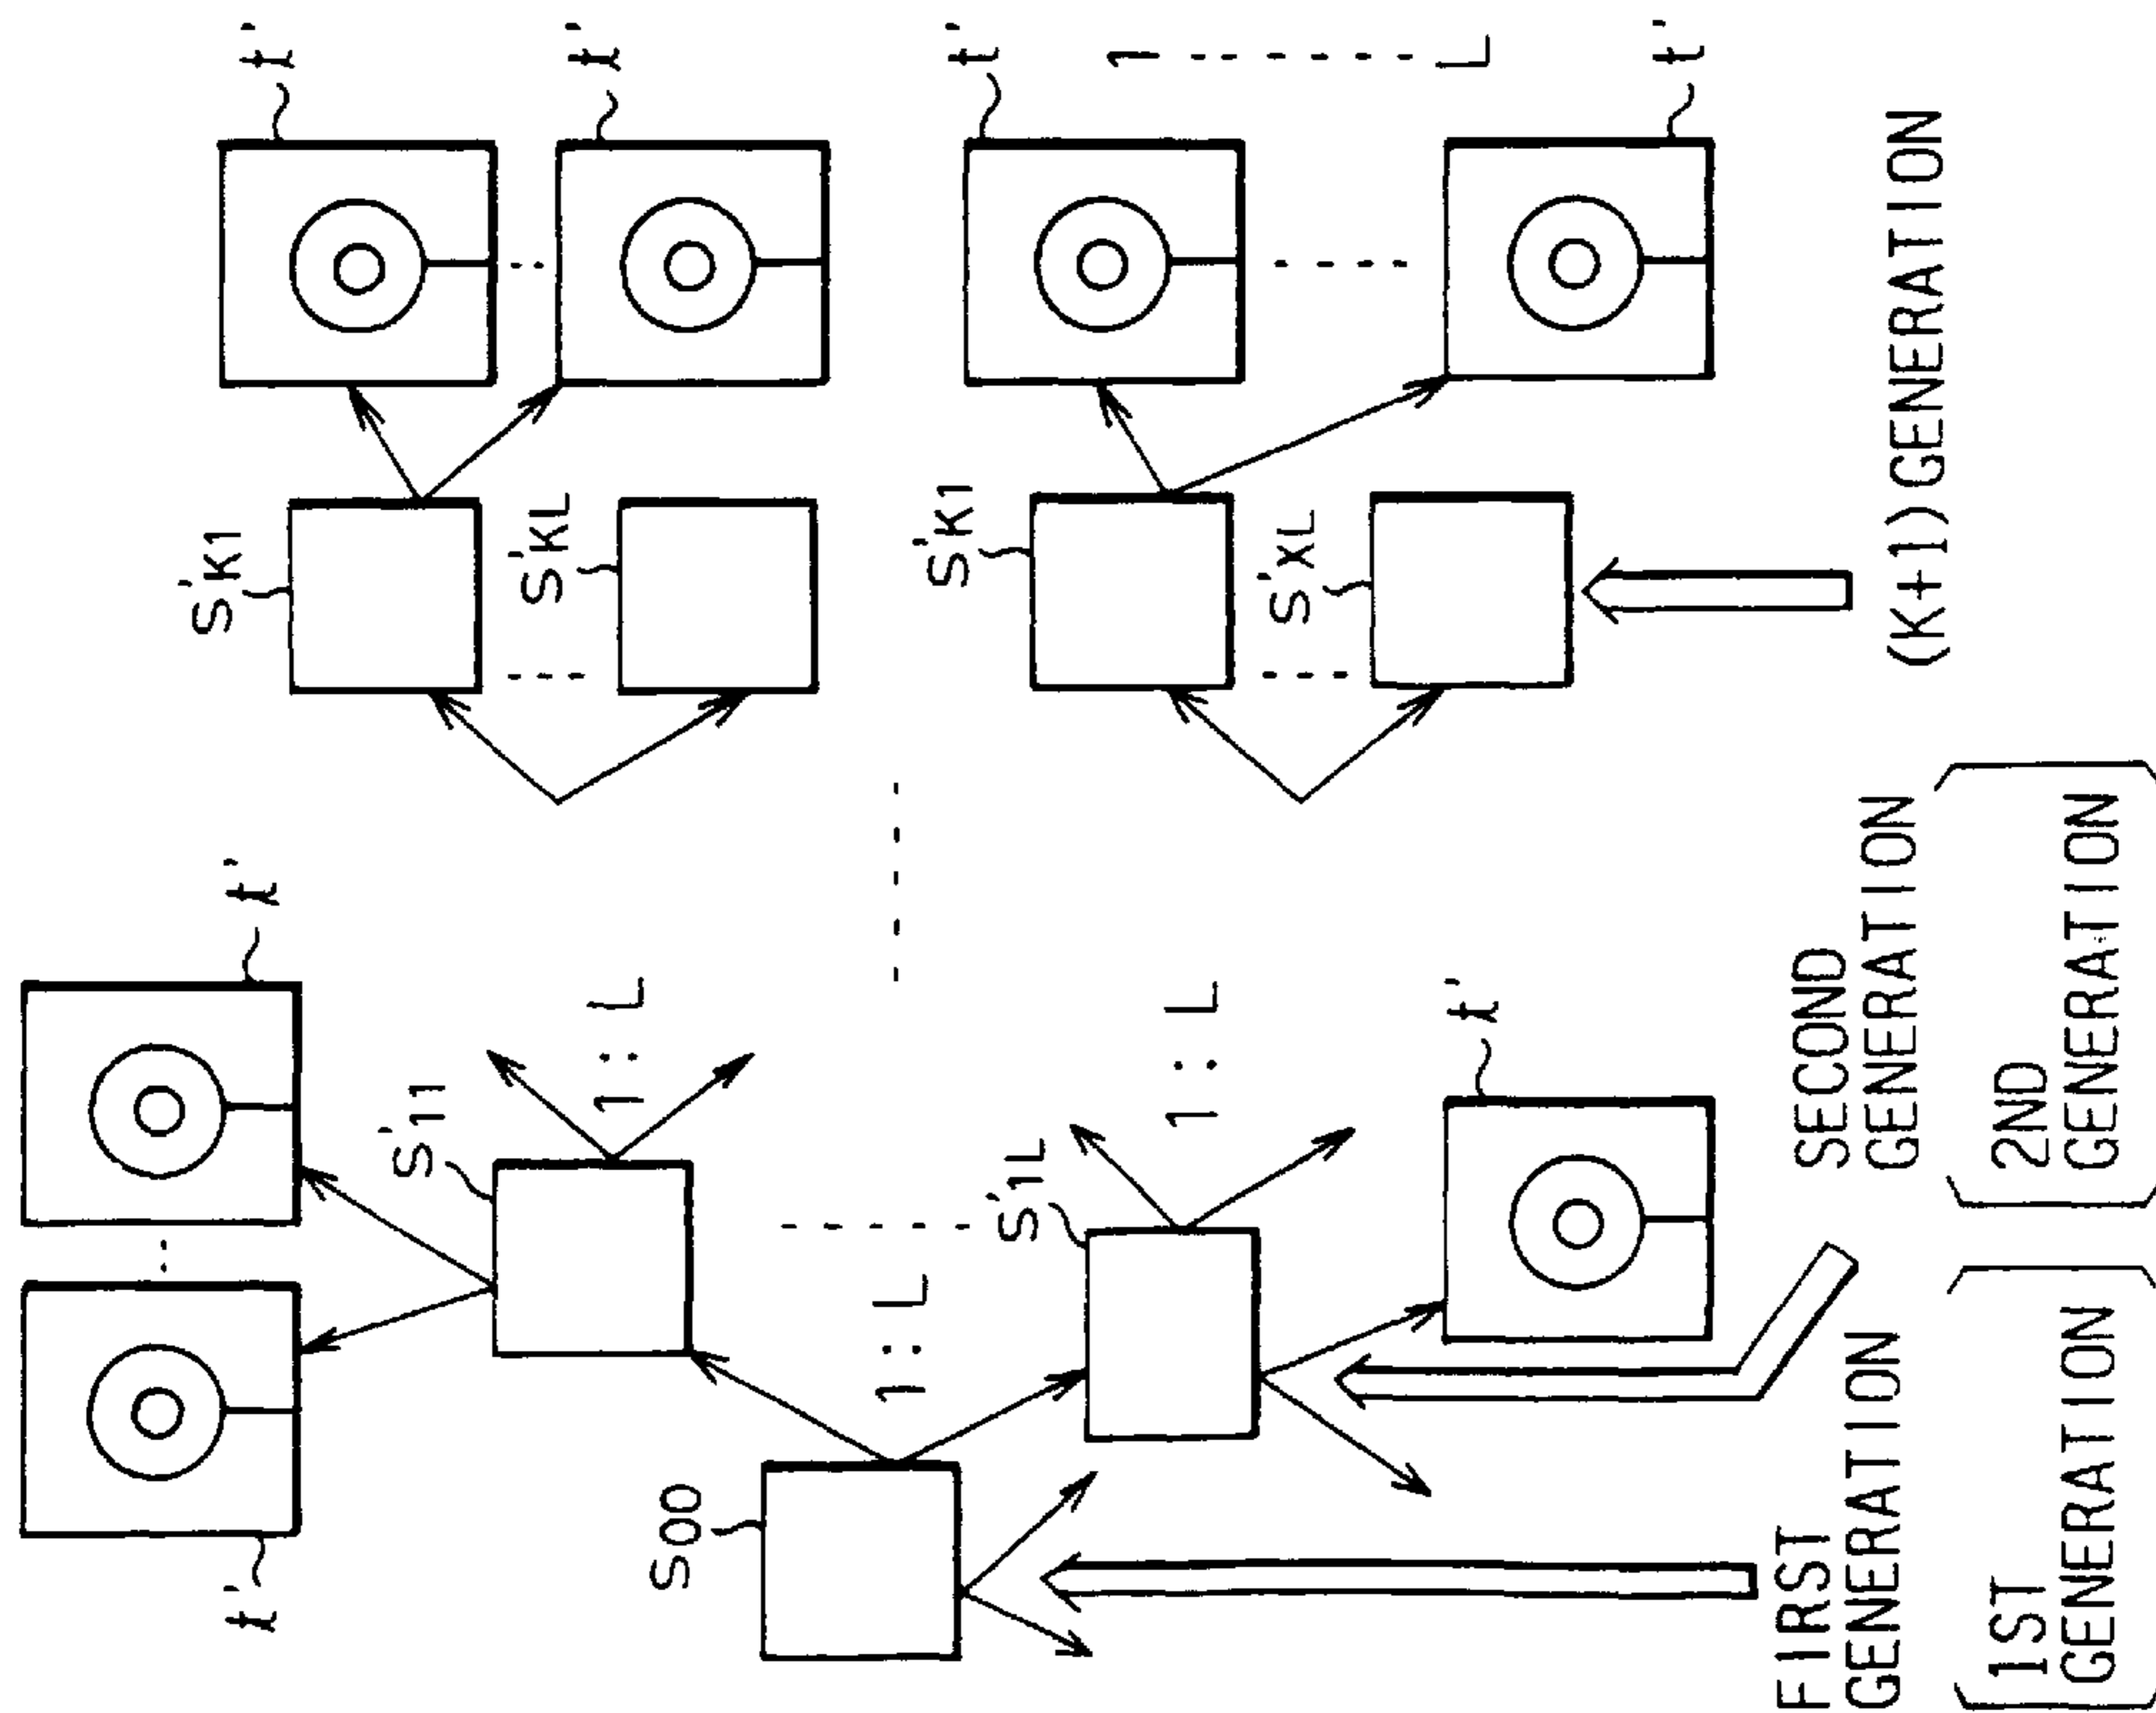 t'
t'
S'11
1:L
S00
1:L
S'1L
1:L
t'
S'K1
t'
S'KL
t'
S'K1
t'
1
L
S'XL
t'
FIRST
GENERATION
SECOND
GENERATION
(K+1)GENERATION
1ST
GENERATION
2ND
GENERATION